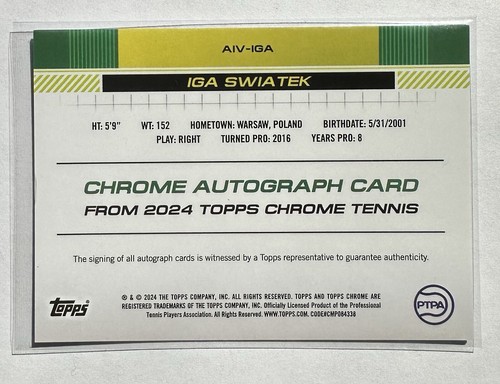 AIV-IGA
IGA SWIATEK
HT: 5'9" WT: 152 HOMETOWN: WARSAW, POLAND BIRTHDATE: 5/31/2001
PLAY: RIGHT TURNED PRO: 2016 YEARS PRO: 8
CHROME AUTOGRAPH CARD
FROM 2024 TOPPS CHROME TENNIS
The signing of all autograph cards is witnessed by a Topps representative to guarantee authenticity.
Topps
® & © 2024 THE TOPPS COMPANY, INC. ALL RIGHTS RESERVED. TOPPS AND TOPPS CHROME ARE
REGISTERED TRADEMARKS OF THE TOPPS COMPANY, INC. Officially Licensed Product of the Professional
Tennis Players Association. All Rights Reserved. WWW.TOPPS.COM. CODE#CMP084338
PTPA